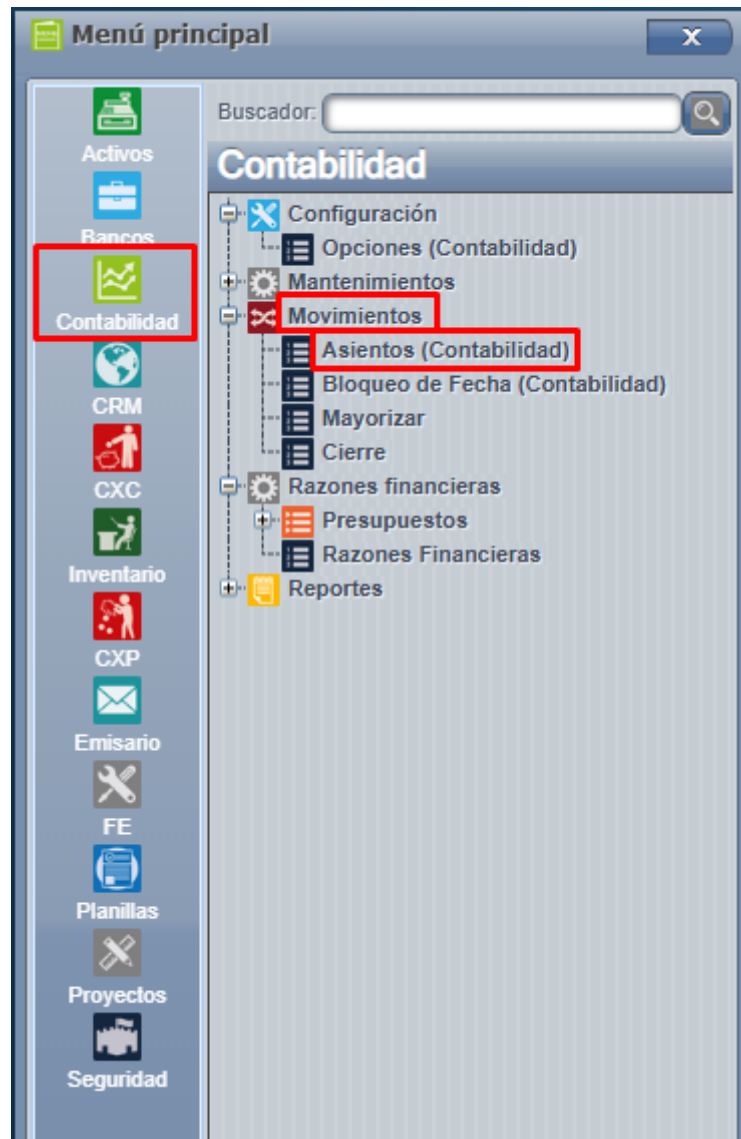 Menú principal
x
Activos
Bancos
Contabilidad
CRM
CXC
Inventario
CXP
Emisario
FE
Planillas
Proyectos
Seguridad
Buscador:
Contabilidad
Configuración
Opciones (Contabilidad)
Mantenimientos
Movimientos
Asientos (Contabilidad)
Bloqueo de Fecha (Contabilidad)
Mayorizar
Cierre
Razones financieras
Presupuestos
Razones Financieras
Reportes